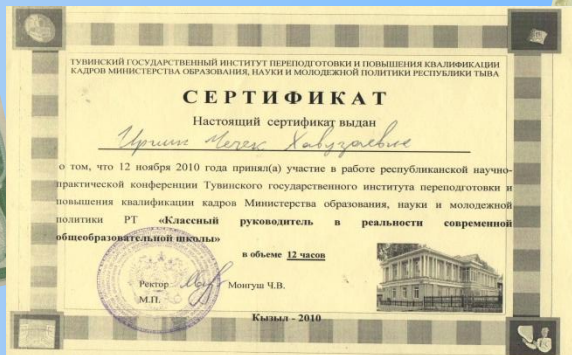 ТУВИНСКИЙ ГОСУДАРСТВЕННЫЙ ИНСТИТУТ ПЕРЕПОДГОТОВКИ И ПОВЫШЕНИЯ КВАЛИФИКАЦИИ
КАДРОВ МИНИСТЕРСТВА ОБРАЗОВАНИЯ, НАУКИ И МОЛОДЕЖНОЙ ПОЛИТИКИ РЕСПУБЛИКИ ТЫВА
СЕРТИФИКАТ
Настоящий сертификат выдан
о том, что 12 ноября 2010 года принял(а) участие в работе республиканской научно-
практической конференции Тувинского государственного института переподготовки и
повышения квалификации кадров Министерства образования, науки и молодежной
политики РТ «Классный руководитель в реальности современной
общеобразовательной школы»
в объеме 12 часов
Ректор Монгуш Ч.В.
М.П.
Кызыл - 2010